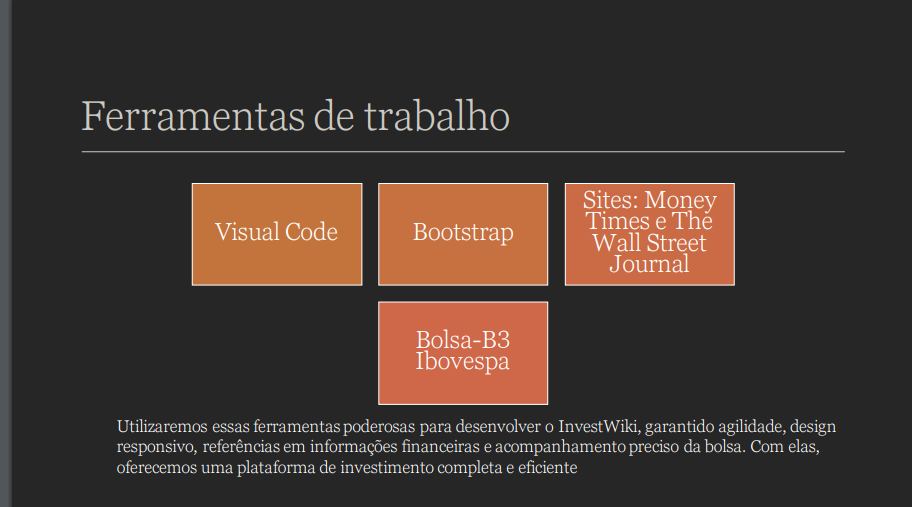 Ferramentas de trabalho
Visual Code
Bootstrap
Sites: Money
Times e The
Wall Street
Journal
Bolsa-B3
Ibovespa
Utilizaremos essas ferramentas poderosas para desenvolver o InvestWiki, garantido agilidade, design
responsivo, referências em informações financeiras e acompanhamento preciso da bolsa. Com elas,
oferecemos uma plataforma de investimento completa e eficiente